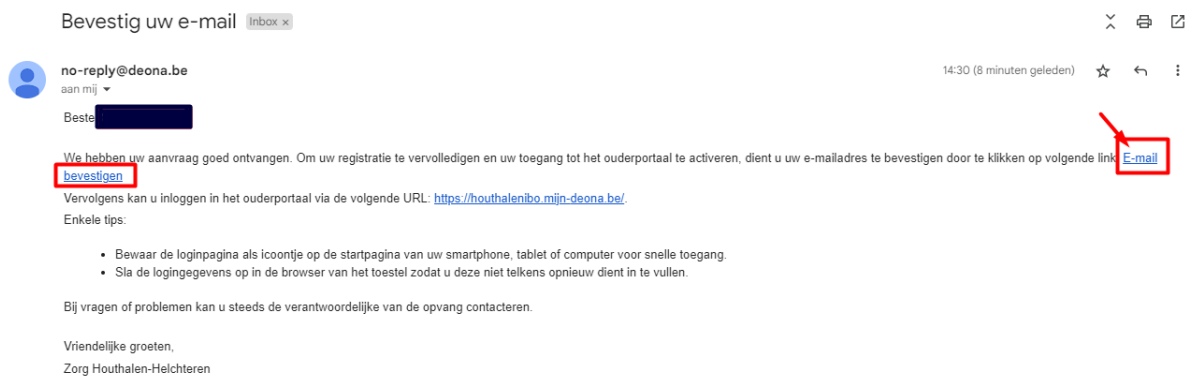 Bevestig uw e-mail Inbox ×
no-reply@deona.be 14:30 (8 minuten geleden)
aan mij
Beste
We hebben uw aanvraag goed ontvangen. Om uw registratie te vervolledigen en uw toegang tot het ouderportaal te activeren, dient u uw e-mailadres te bevestigen door te klikken op volgende link E-mail
bevestigen
Vervolgens kan u inloggen in het ouderportaal via de volgende URL: https://houthalenibo.mijn-deona.be/.
Enkele tips:
• Bewaar de loginpagina als icoontje op de startpagina van uw smartphone, tablet of computer voor snelle toegang.
• Sla de logingegevens op in de browser van het toestel zodat u deze niet telkens opnieuw dient in te vullen.
Bij vragen of problemen kan u steeds de verantwoordelijke van de opvang contacteren.
Vriendelijke groeten,
Zorg Houthalen-Helchteren